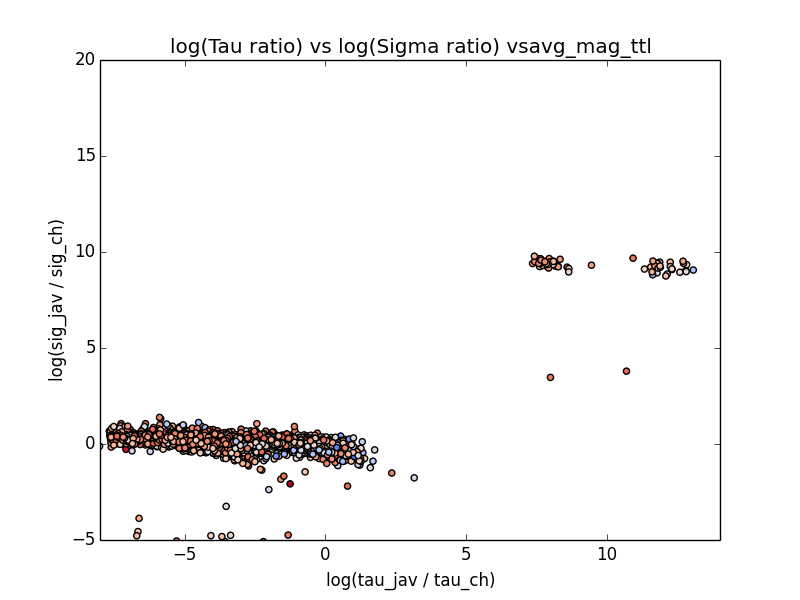 log(Tau ratio) vs log(Sigma ratio) vsavg_mag_ttl
20
15
10
5
0
−5
−5 0 5 10
log(sig_jav / sig_ch)
log(tau_jav / tau_ch)